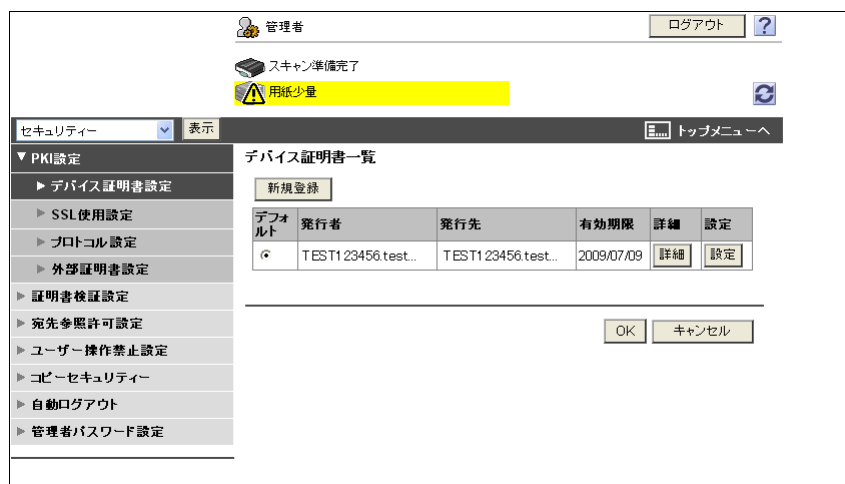 管理者
ログアウト
?
スキャン準備完了
用紙少量
セキュリティー
表示
トップメニューへ
▼ PKI設定
▶ デバイス証明書設定
▶ SSL使用設定
▶ プロトコル設定
▶ 外部証明書設定
▶ 証明書検証設定
▶ 宛先参照許可設定
▶ ユーザー操作禁止設定
▶ コピーセキュリティー
▶ 自動ログアウト
▶ 管理者パスワード設定
デバイス証明書一覧
新規登録
デフォルト 発行者 発行先 有効期限 詳細 設定
TEST123456.test... TEST123456.test... 2009/07/09 詳細 設定
OK キャンセル